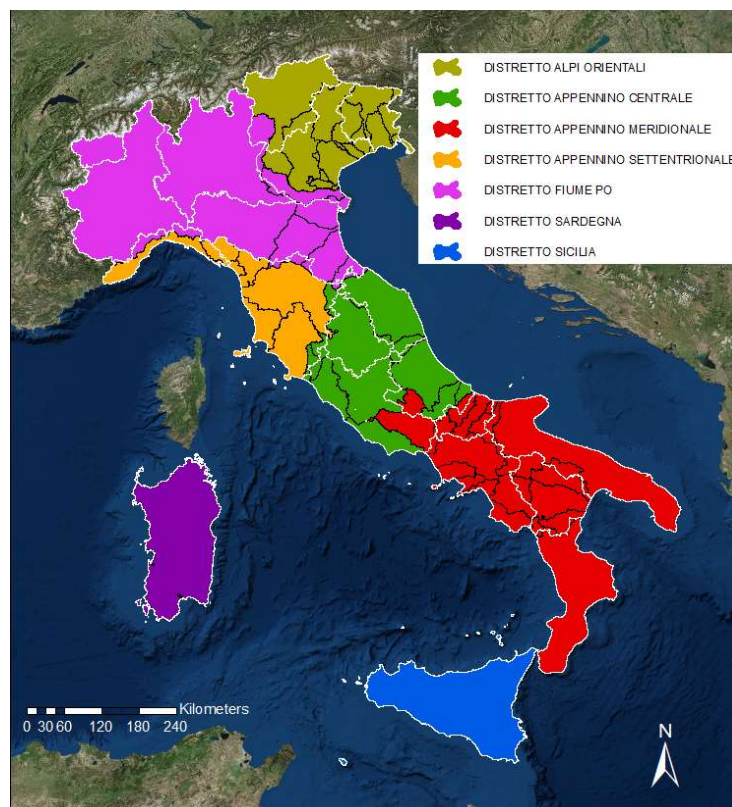 DISTRETTO ALPI ORIENTALI
DISTRETTO APPENNINO CENTRALE
DISTRETTO APPENNINO MERIDIONALE
DISTRETTO APPENNINO SETTENTRIONALE
DISTRETTO FIUME PO
DISTRETTO SARDEGNA
DISTRETTO SICILIA
Kilometers
0 30 60 120 180 240
N